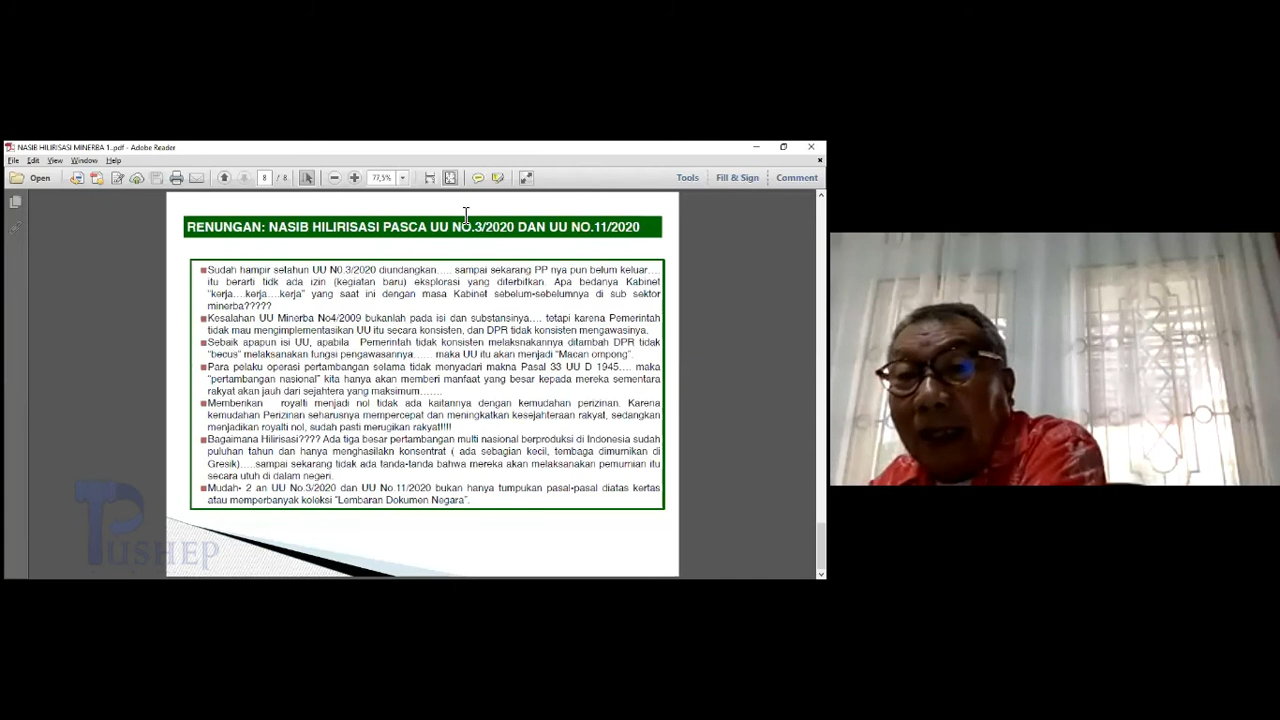 NASIB HILIRISASI MINERBA 1..pdf - Adobe Reader
File Edit View Window Help
Open 8 / 8 77,5% Tools Fill & Sign Comment
RENUNGAN: NASIB HILIRISASI PASCA UU NO.3/2020 DAN UU NO.11/2020
Sudah hampir setahun UU N0.3/2020 diundangkan..... sampai sekarang PP nya pun belum keluar....
itu berarti tidk ada izin (kegiatan baru) eksplorasi yang diterbitkan. Apa bedanya Kabinet
"kerja....kerja....kerja" yang saat ini dengan masa Kabinet sebelum-sebelumnya di sub sektor
minerba?????
Kesalahan UU Minerba No4/2009 bukanlah pada isi dan substansinya.... tetapi karena Pemerintah
tidak mau mengimplementasikan UU itu secara konsisten, dan DPR tidak konsisten mengawasinya.
Sebaik apapun isi UU, apabila Pemerintah tidak konsisten melaksnakannya ditambah DPR tidak
"becus" melaksanakan fungsi pengawasannya...... maka UU itu akan menjadi "Macan ompong".
Para pelaku operasi pertambangan selama tidak menyadari makna Pasal 33 UU D 1945.... maka
"pertambangan nasional" kita hanya akan memberi manfaat yang besar kepada mereka sementara
rakyat akan jauh dari sejahtera yang maksimum.......
Memberikan royalti menjadi nol tidak ada kaitannya dengan kemudahan perizinan. Karena
kemudahan Perizinan seharusnya mempercepat dan meningkatkan kesejahteraan rakyat, sedangkan
menjadikan royalti nol, sudah pasti merugikan rakyat!!!!
Bagaimana Hilirisasi???? Ada tiga besar pertambangan multi nasional berproduksi di Indonesia sudah
puluhan tahun dan hanya menghasilakn konsentrat ( ada sebagian kecil, tembaga dimurnikan di
Gresik).....sampai sekarang tidak ada tanda-tanda bahwa mereka akan melaksanakan pemurnian itu
secara utuh di dalam negeri.
Mudah- 2 an UU No.3/2020 dan UU No.11/2020 bukan hanya tumpukan pasal-pasal diatas kertas
atau memperbanyak koleksi "Lembaran Dokumen Negara".
PUSHEP